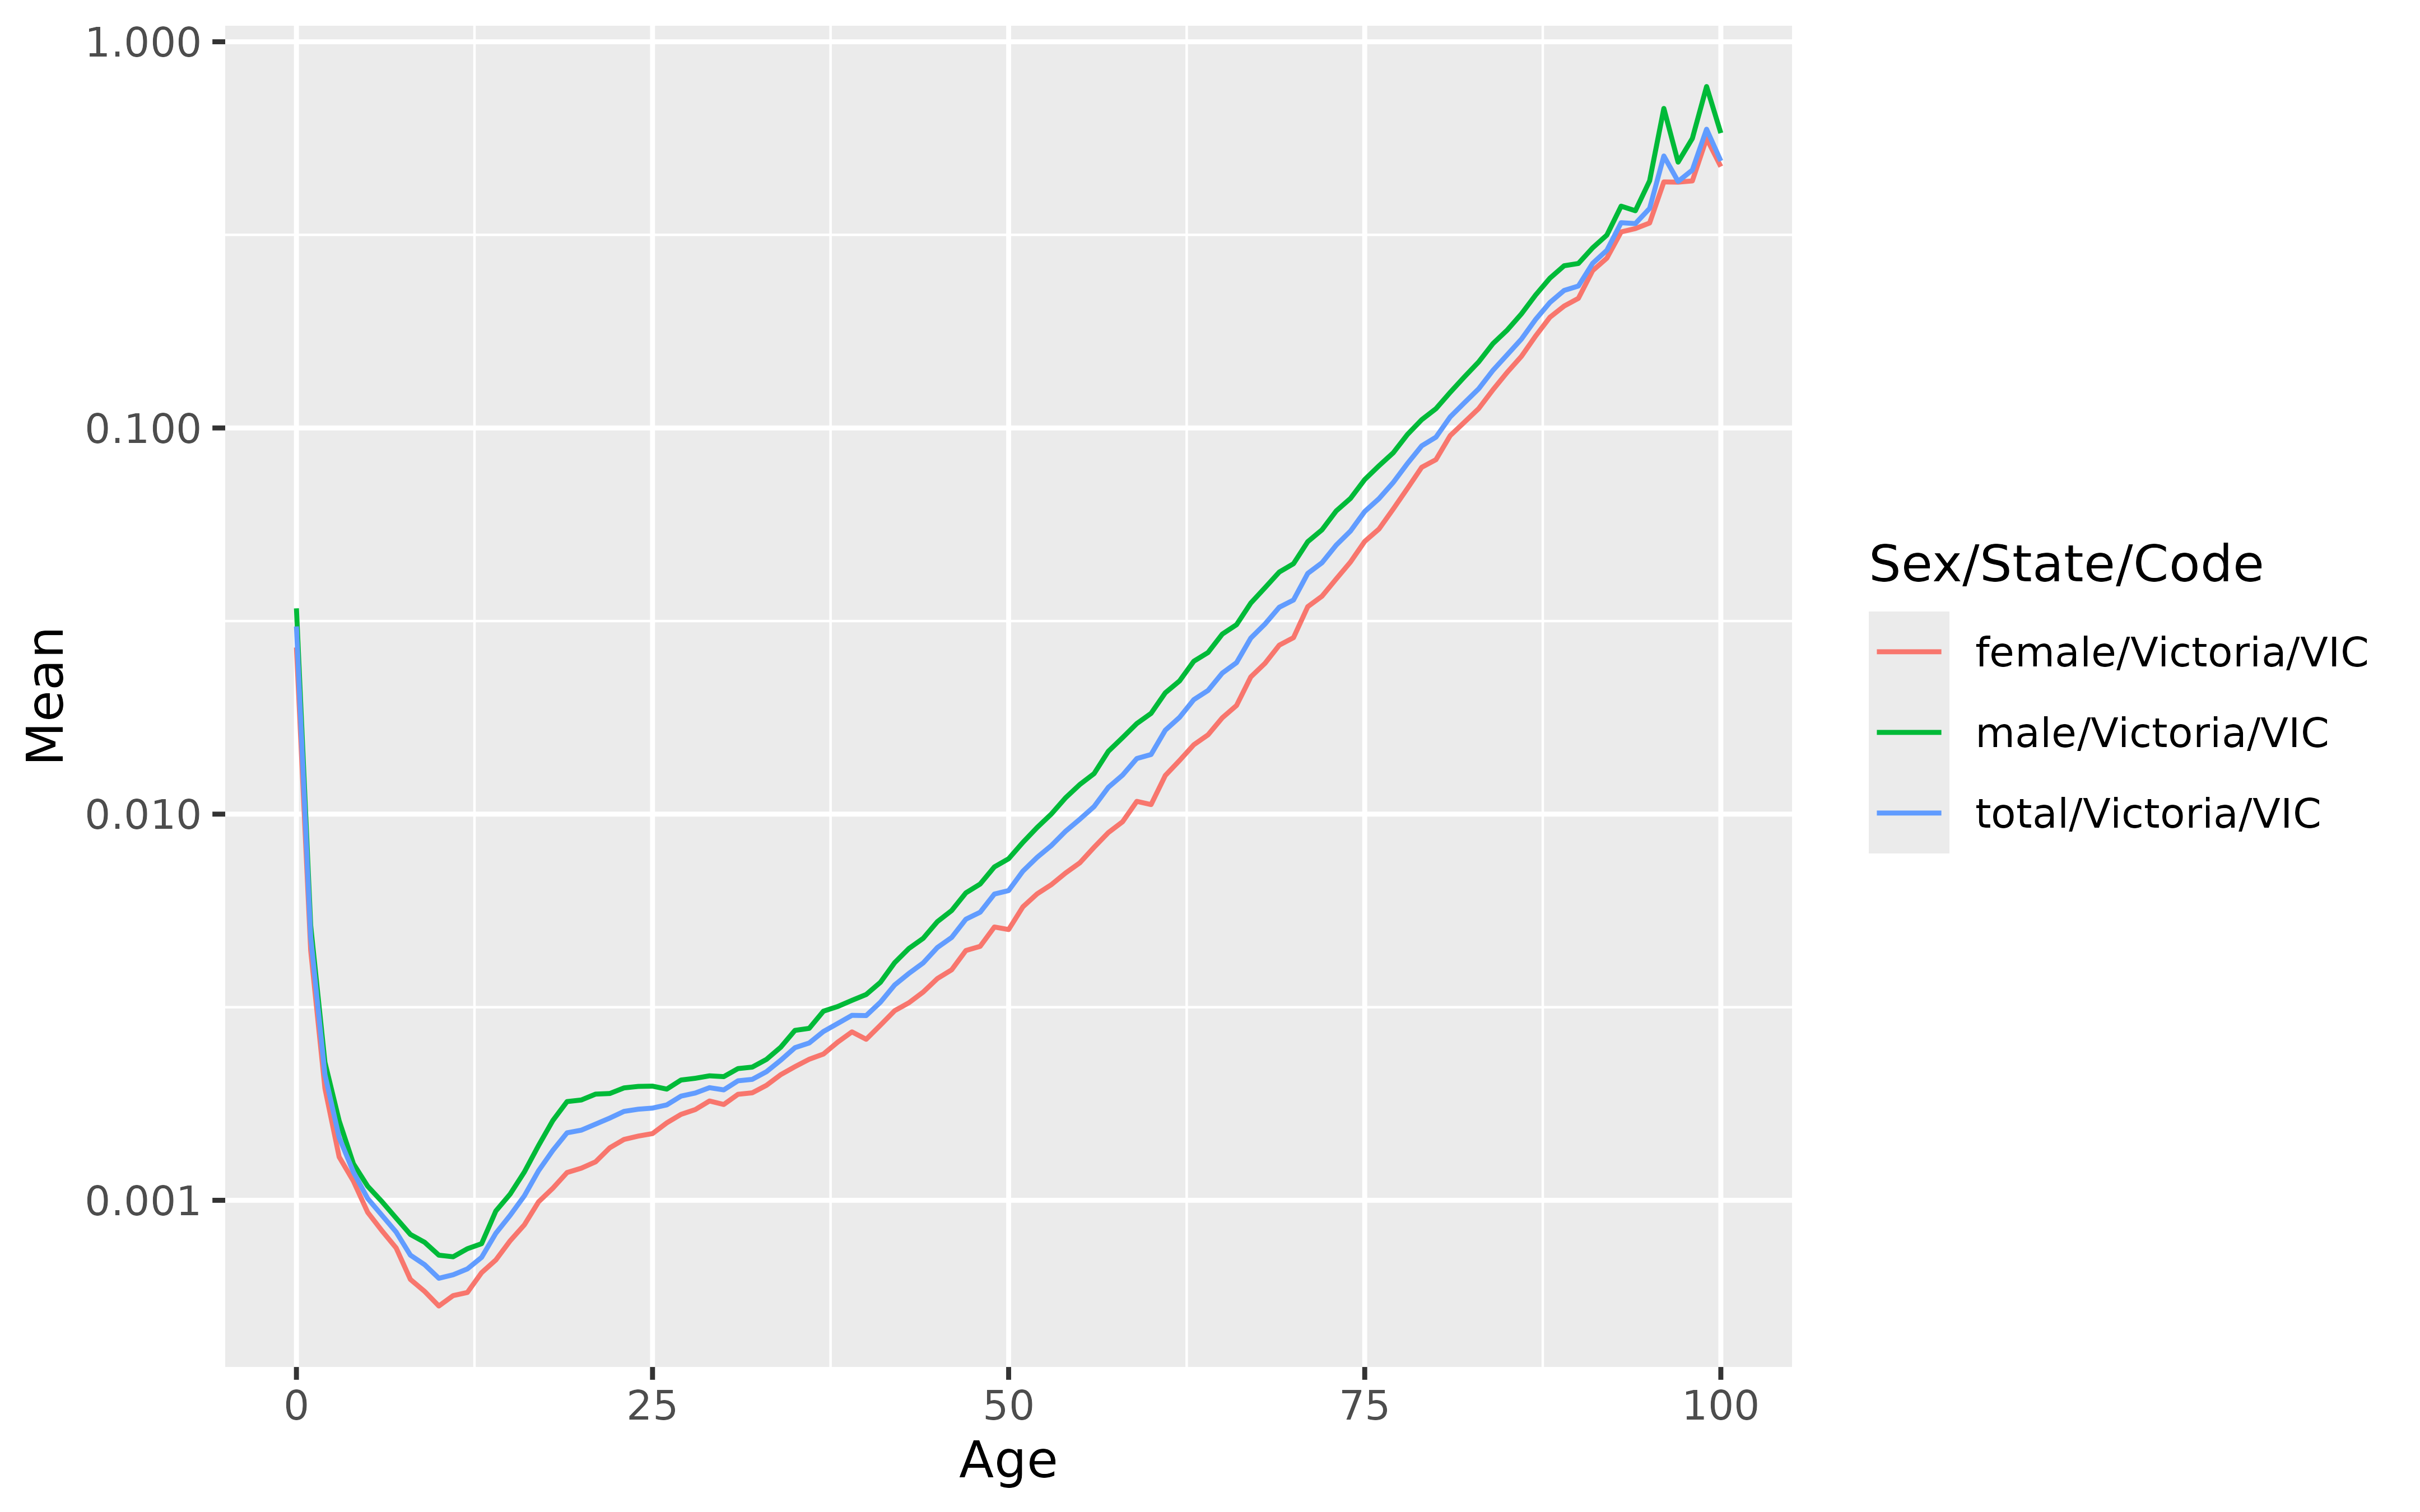 1.000
0.100
0.010
0.001
Mean
0
25
50
75
100
Age
Sex/State/Code
female/Victoria/VIC
male/Victoria/VIC
total/Victoria/VIC